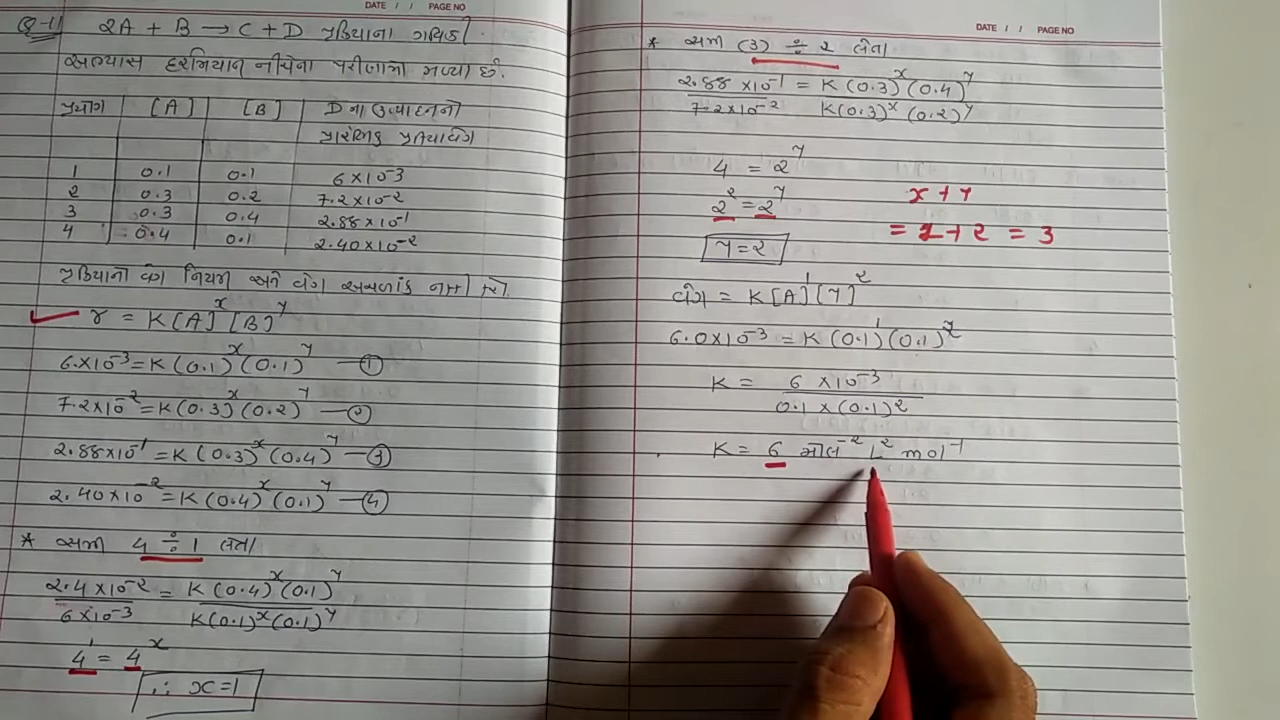 DATE / / PAGE NO
Q-1) 2A + B → C + D પ્રક્રિયાના ગતિકી
અભ્યાસ દરમિયાન નીચેના પરીણામો મળ્યા છે.
પ્રયોગ [A] [B] D ના ઉત્પાદનનો
પ્રારંભિક પ્રક્રિયાવેગ
1 0.1 0.1 6×10⁻³
2 0.3 0.2 7.2×10⁻²
3 0.3 0.4 2.88×10⁻¹
4 0.4 0.1 2.40×10⁻²
પ્રક્રિયાનો વેગ નિયમ અને વેગ અચળાંક નક્કી કરો.
r = K[A]ˣ[B]ʸ
6×10⁻³ = K(0.1)ˣ(0.1)ʸ —①
7.2×10⁻² = K(0.3)ˣ(0.2)ʸ —②
2.88×10⁻¹ = K(0.3)ˣ(0.4)ʸ —③
2.40×10⁻² = K(0.4)ˣ(0.1)ʸ —④
* સમી 4 ÷ 1 લેતા
2.4×10⁻² = K(0.4)ˣ(0.1)ʸ
6×10⁻³ K(0.1)ˣ(0.1)ʸ
4¹ = 4ˣ
∴ x=1
DATE / / PAGE NO
* સમી (3) ÷ 2 લેતા
2.88×10⁻¹ = K(0.3)ˣ(0.4)ʸ
7.2×10⁻² K(0.3)ˣ(0.2)ʸ
4 = 2ʸ
2² = 2ʸ x + y
= 1+2 = 3
y=2
વેગ = K[A]¹[Y]²
6.0×10⁻³ = K(0.1)¹(0.1)²
K = 6×10⁻³
0.1×(0.1)²
K = 6 મોલ⁻² L² mol⁻¹